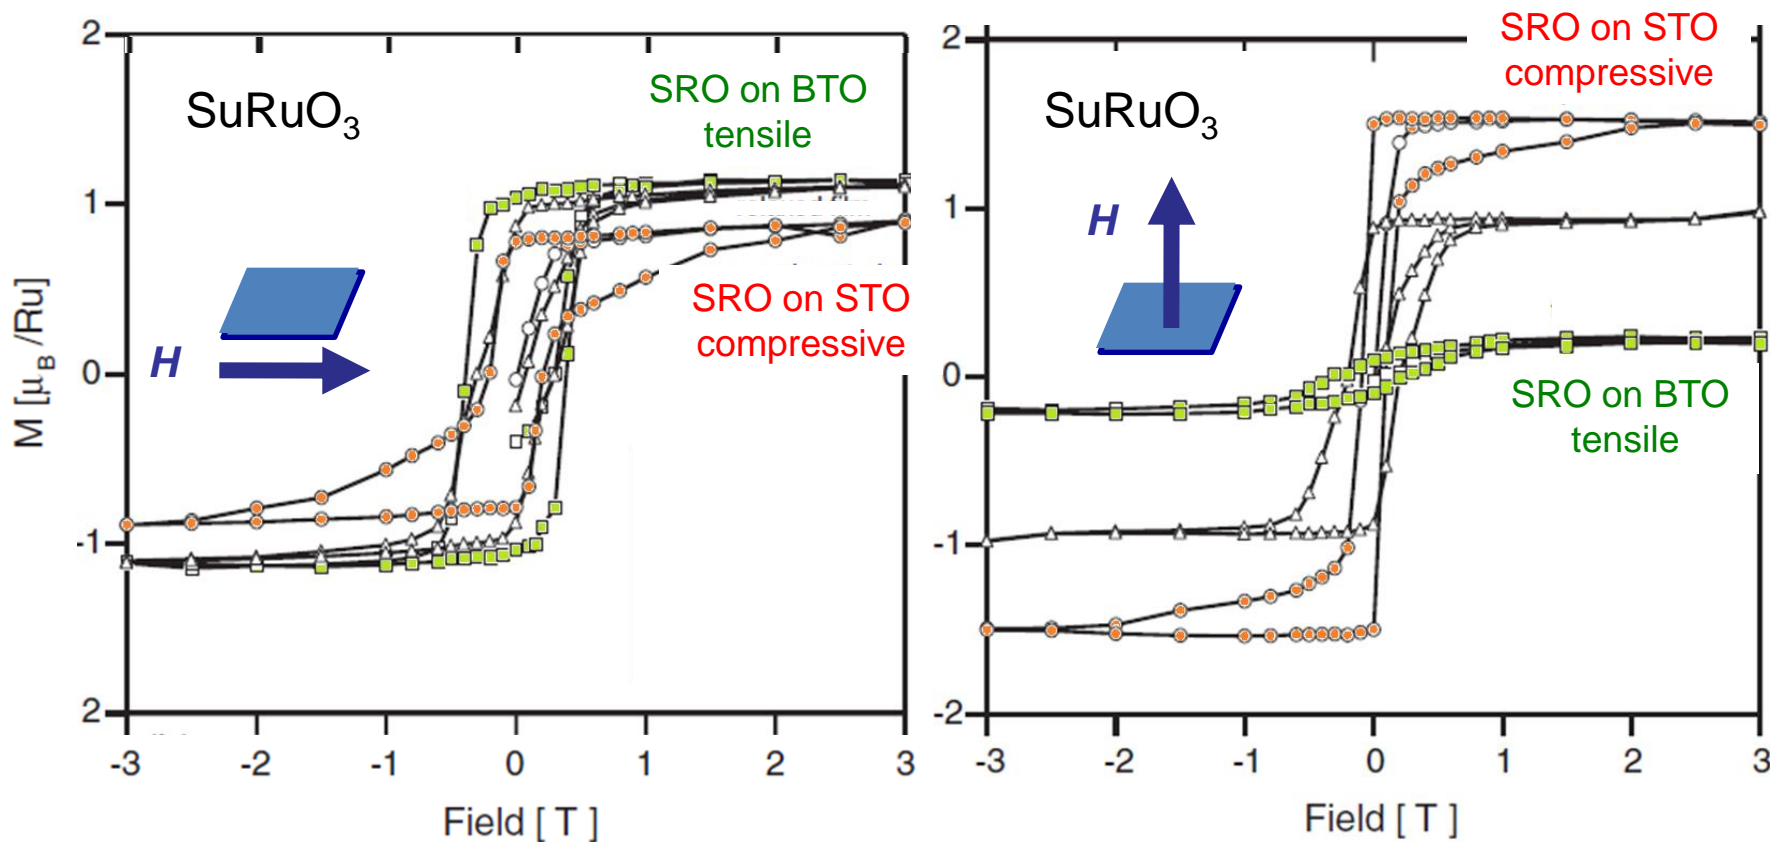 2
SRO on BTO
tensile
SuRuO3
1
H
SRO on STO
compressive
0
M [μB /Ru]
-1
2
-3 -2 -1 0 1 2 3
Field [ T ]
SRO on STO
compressive
2
SuRuO3
1
H
0
SRO on BTO
tensile
-1
-2
-3 -2 -1 0 1 2 3
Field [ T ]